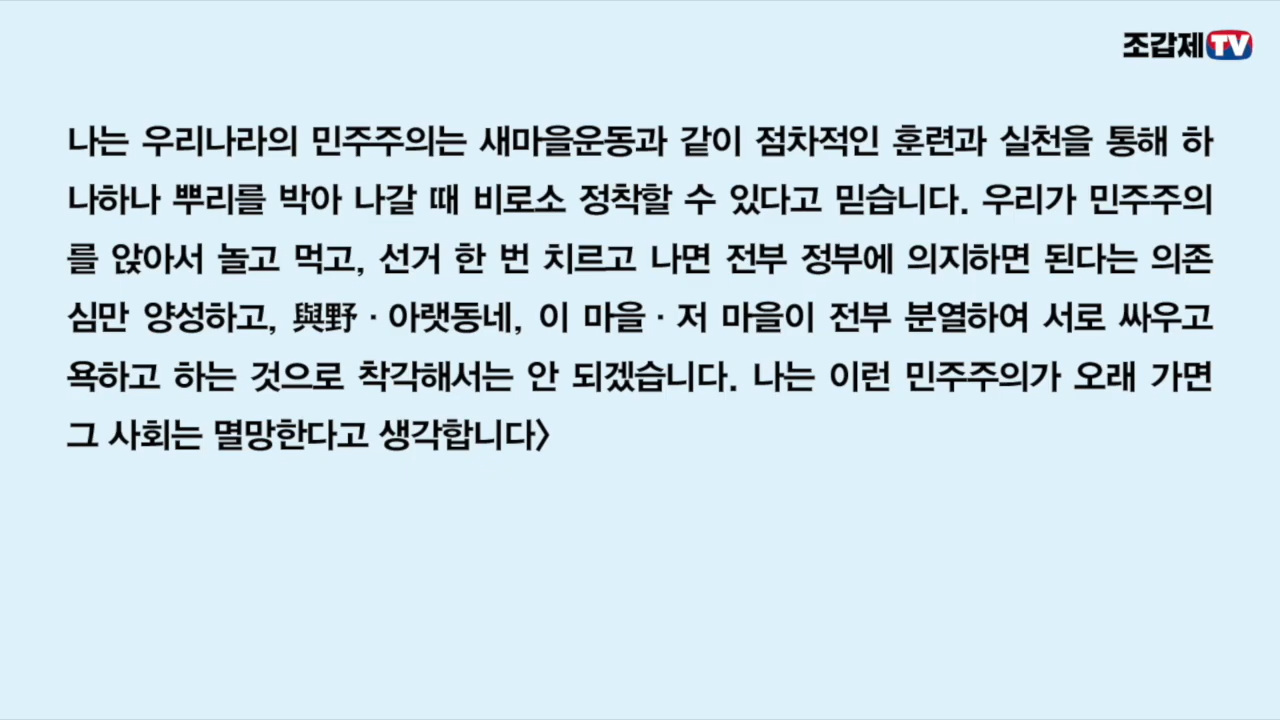 조갑제TV
나는 우리나라의 민주주의는 새마을운동과 같이 점차적인 훈련과 실천을 통해 하
나하나 뿌리를 박아 나갈 때 비로소 정착할 수 있다고 믿습니다. 우리가 민주주의
를 앉아서 놀고 먹고, 선거 한 번 치르고 나면 전부 정부에 의지하면 된다는 의존
심만 양성하고, 與野·아랫동네, 이 마을·저 마을이 전부 분열하여 서로 싸우고
욕하고 하는 것으로 착각해서는 안 되겠습니다. 나는 이런 민주주의가 오래 가면
그 사회는 멸망한다고 생각합니다〉